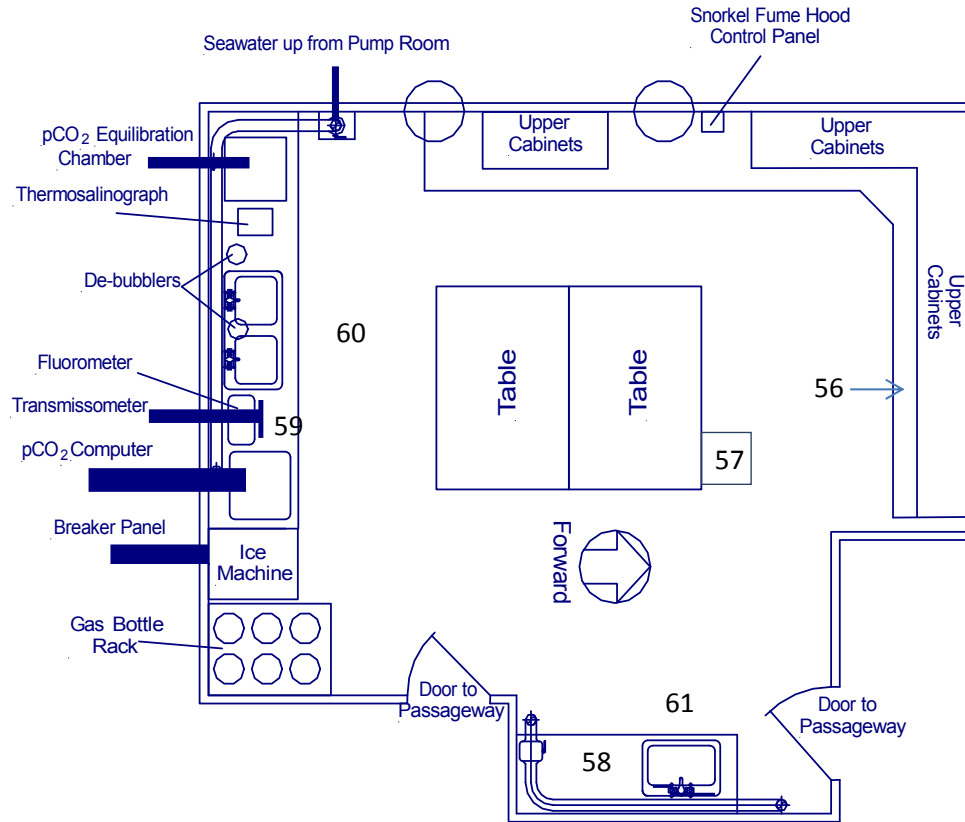 Seawater up from Pump Room
Snorkel Fume Hood
Control Panel
pCO₂ Equilibration
Chamber
Upper
Cabinets
Upper
Cabinets
Thermosalinograph
De-bubblers
Upper
Cabinets
60
Fluorometer
Table
Table
56
Transmissometer
59
57
pCO₂ Computer
Breaker Panel
Ice
Machine
Forward
Gas Bottle
Rack
Door to
Passageway
61
Door to
Passageway
58